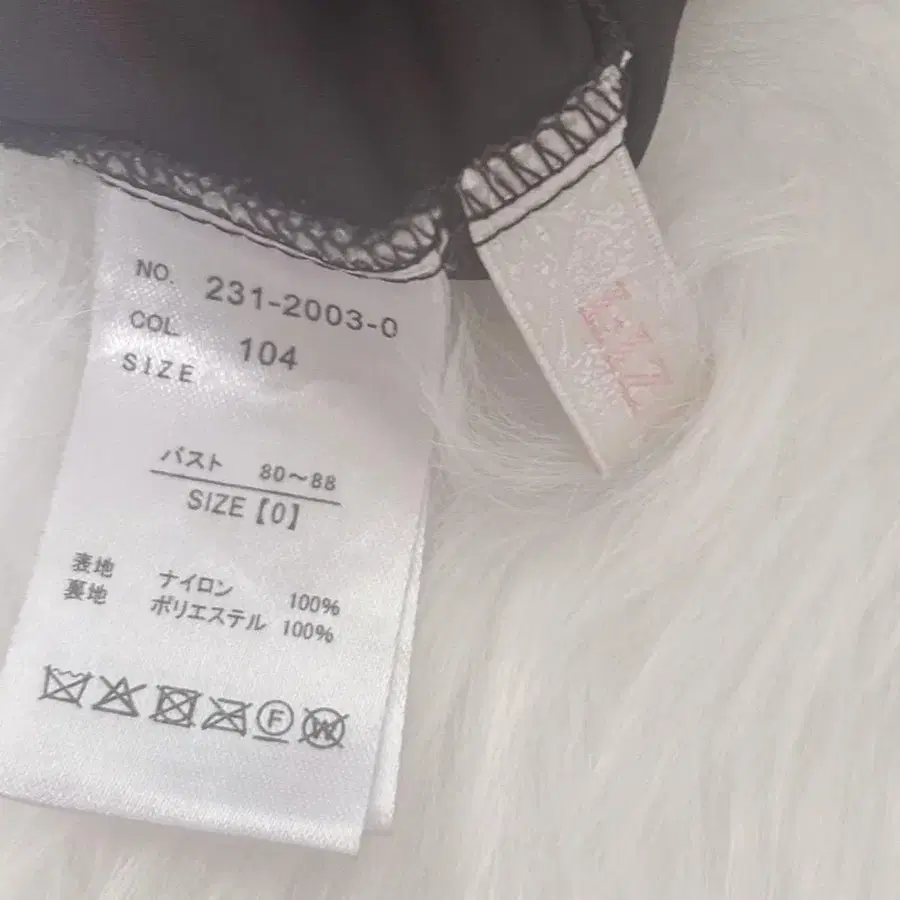 NO. 231-2003-0
COL 104
SIZE
バスト 80～88
SIZE【0】
表地 ナイロン 100%
裏地 ポリエステル 100%
F
W